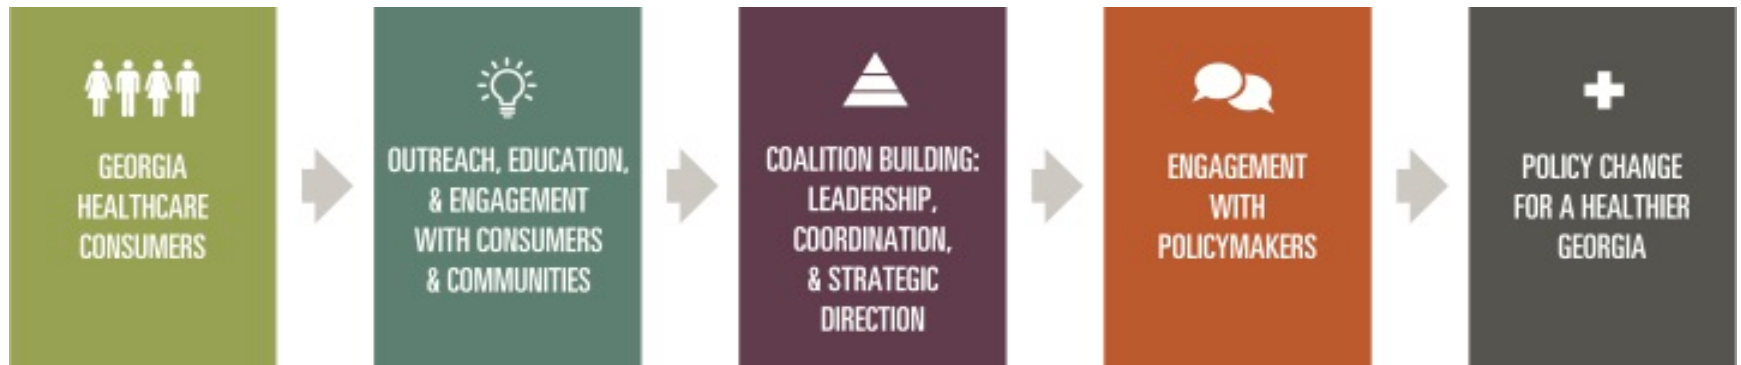 GEORGIA
HEALTHCARE
CONSUMERS
OUTREACH, EDUCATION,
& ENGAGEMENT
WITH CONSUMERS
& COMMUNITIES
COALITION BUILDING:
LEADERSHIP,
COORDINATION,
& STRATEGIC
DIRECTION
ENGAGEMENT
WITH
POLICYMAKERS
POLICY CHANGE
FOR A HEALTHIER
GEORGIA